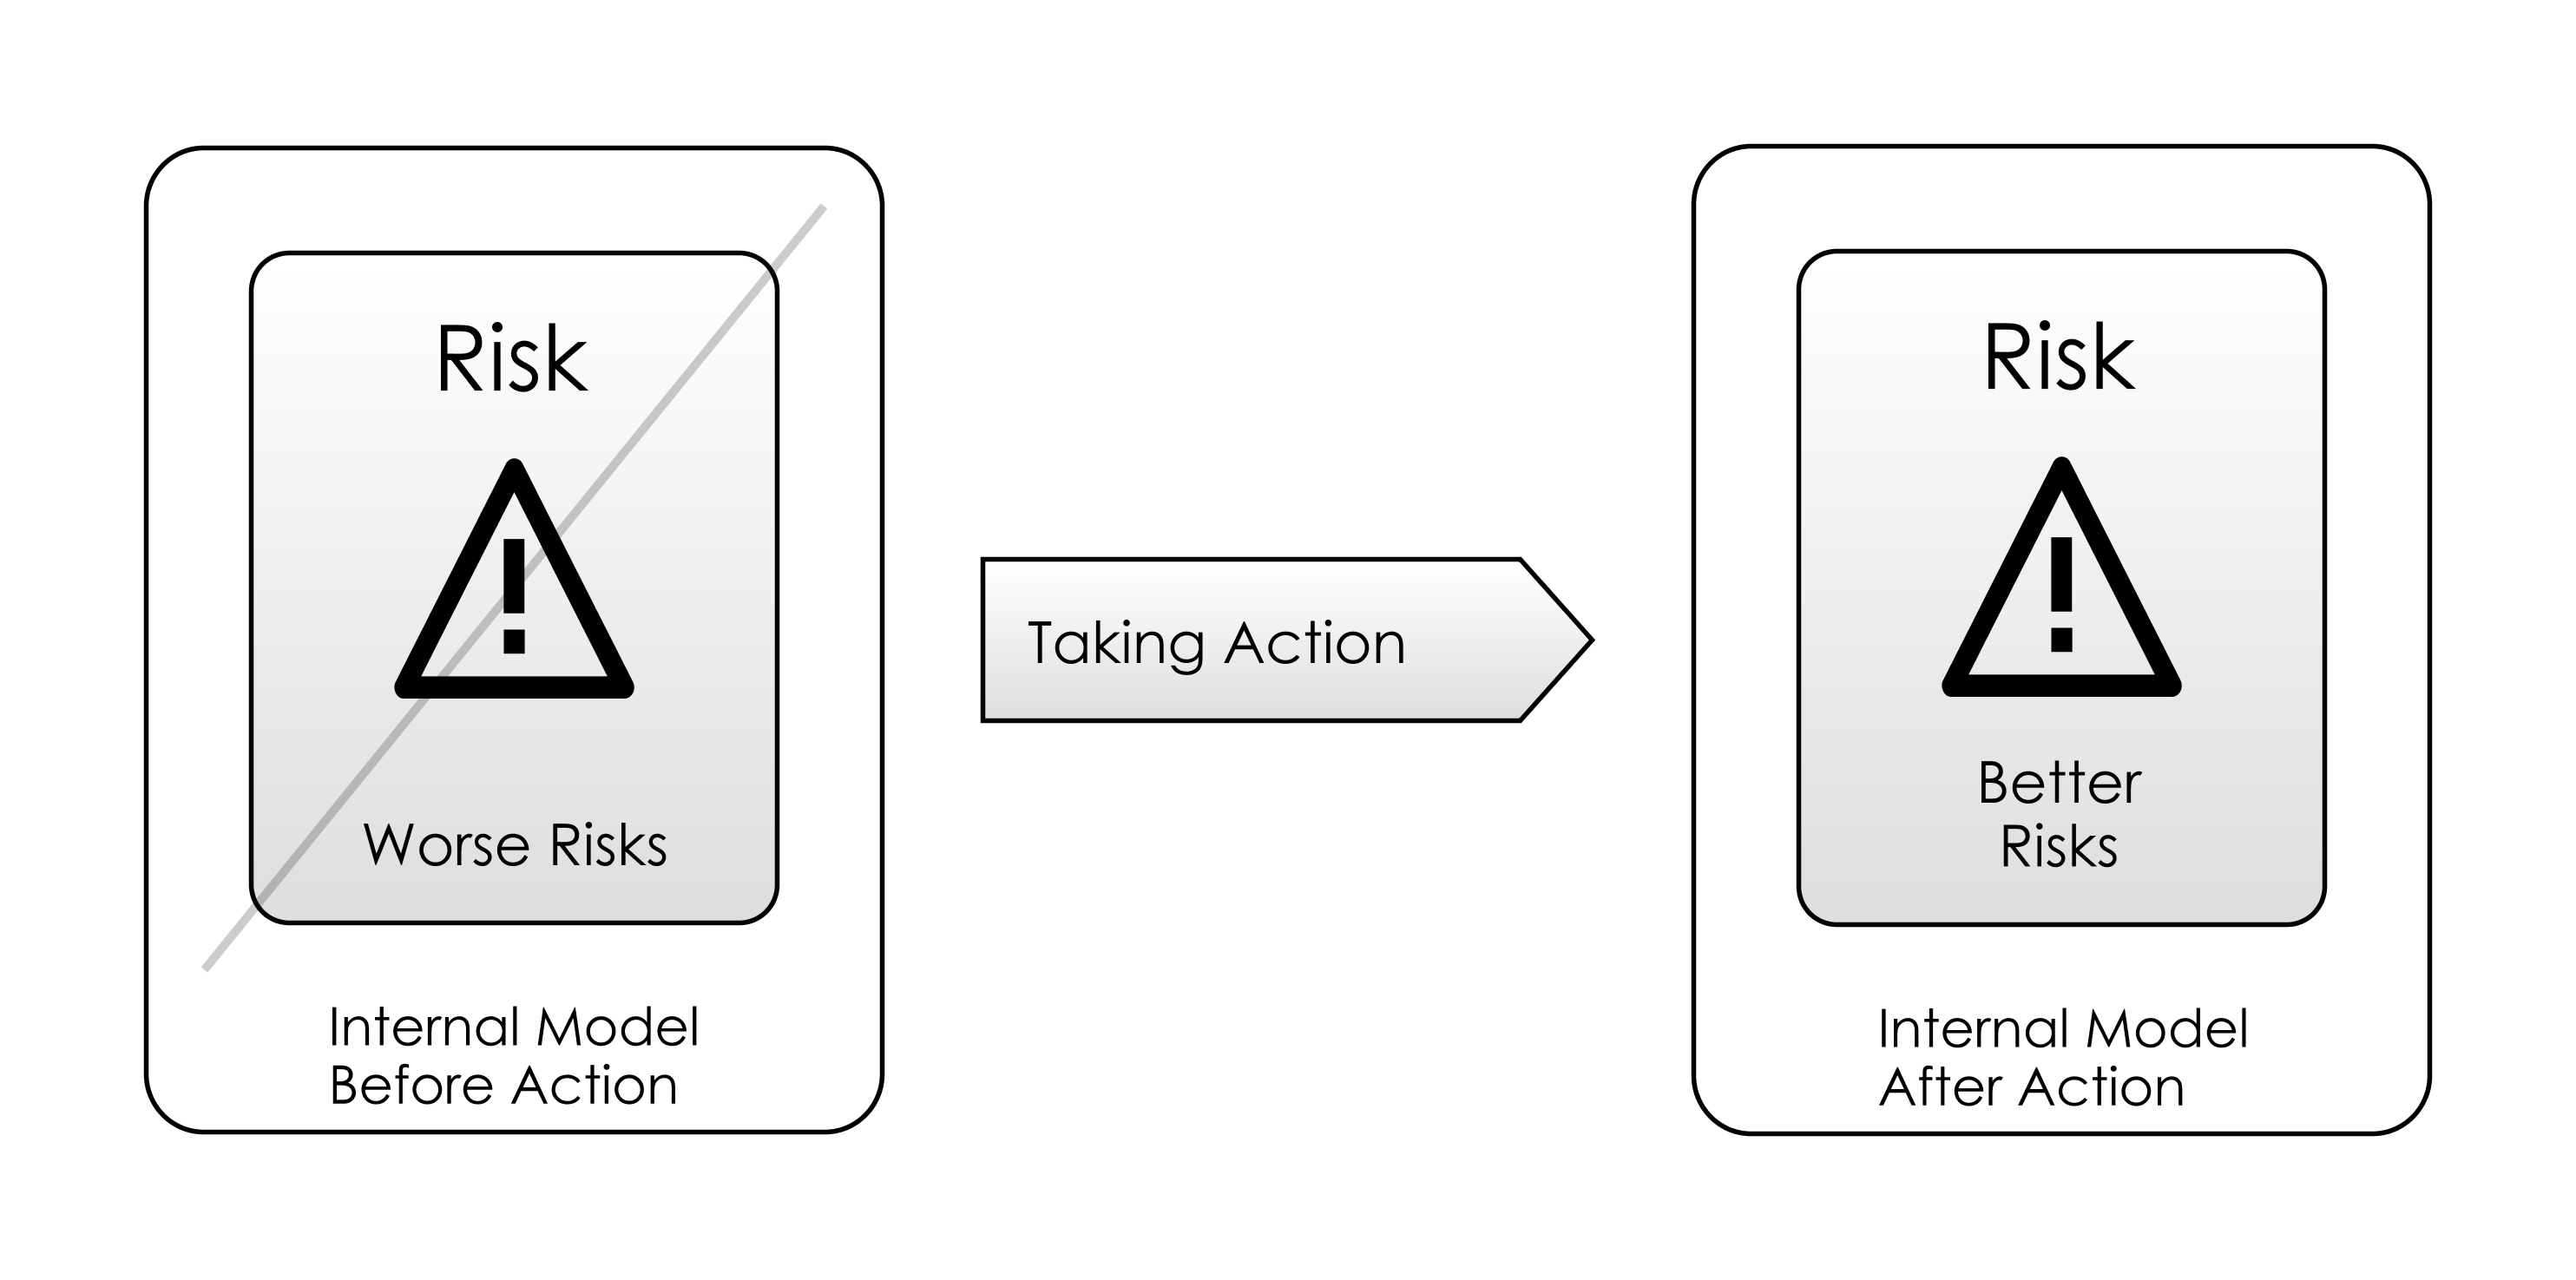 Risk
!
Worse Risks
Internal Model
Before Action
Taking Action
Risk
!
Better
Risks
Internal Model
After Action